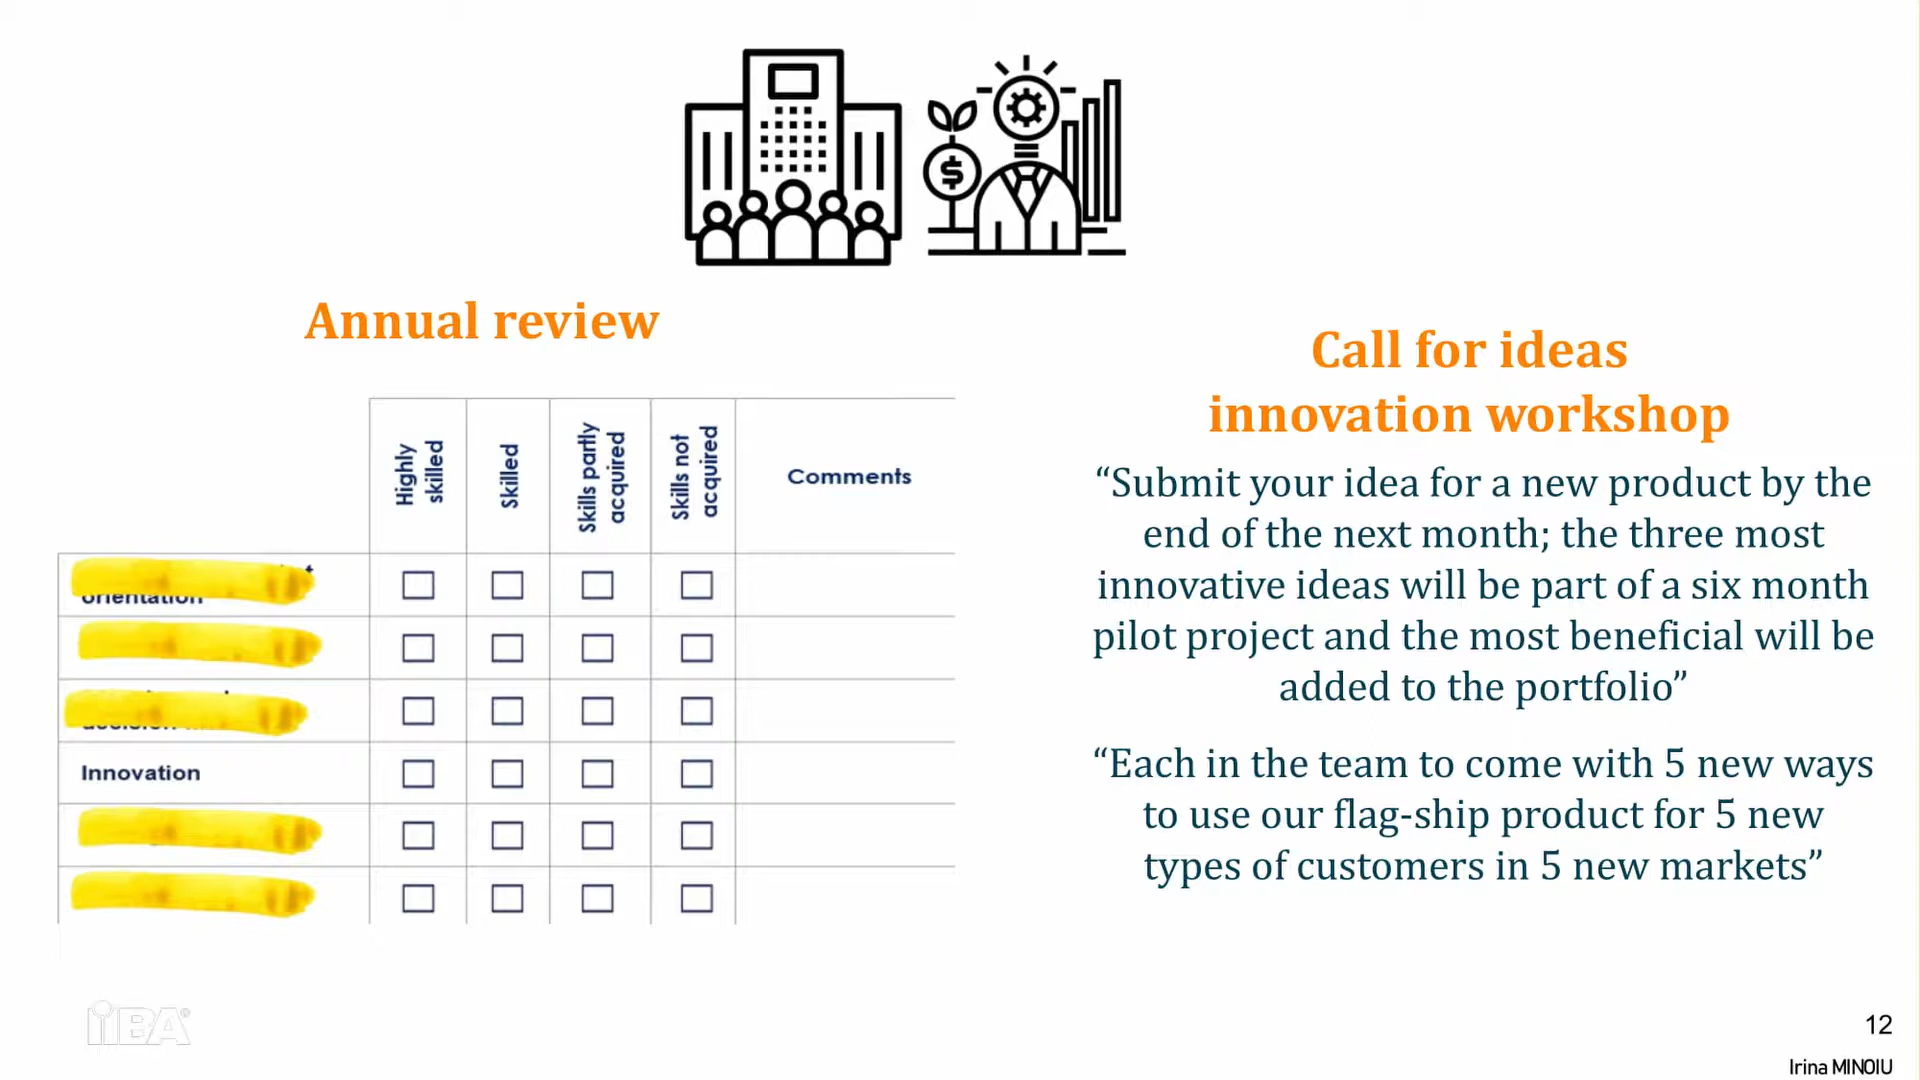 Annual review
Call for ideas
innovation workshop
Highly
skilled
Skilled
Skills partly
acquired
Skills not
acquired
Comments
orientation
Innovation
“Submit your idea for a new product by the
end of the next month; the three most
innovative ideas will be part of a six month
pilot project and the most beneficial will be
added to the portfolio”
“Each in the team to come with 5 new ways
to use our flag-ship product for 5 new
types of customers in 5 new markets”
$
iiBA®
12
Irina MINOIU